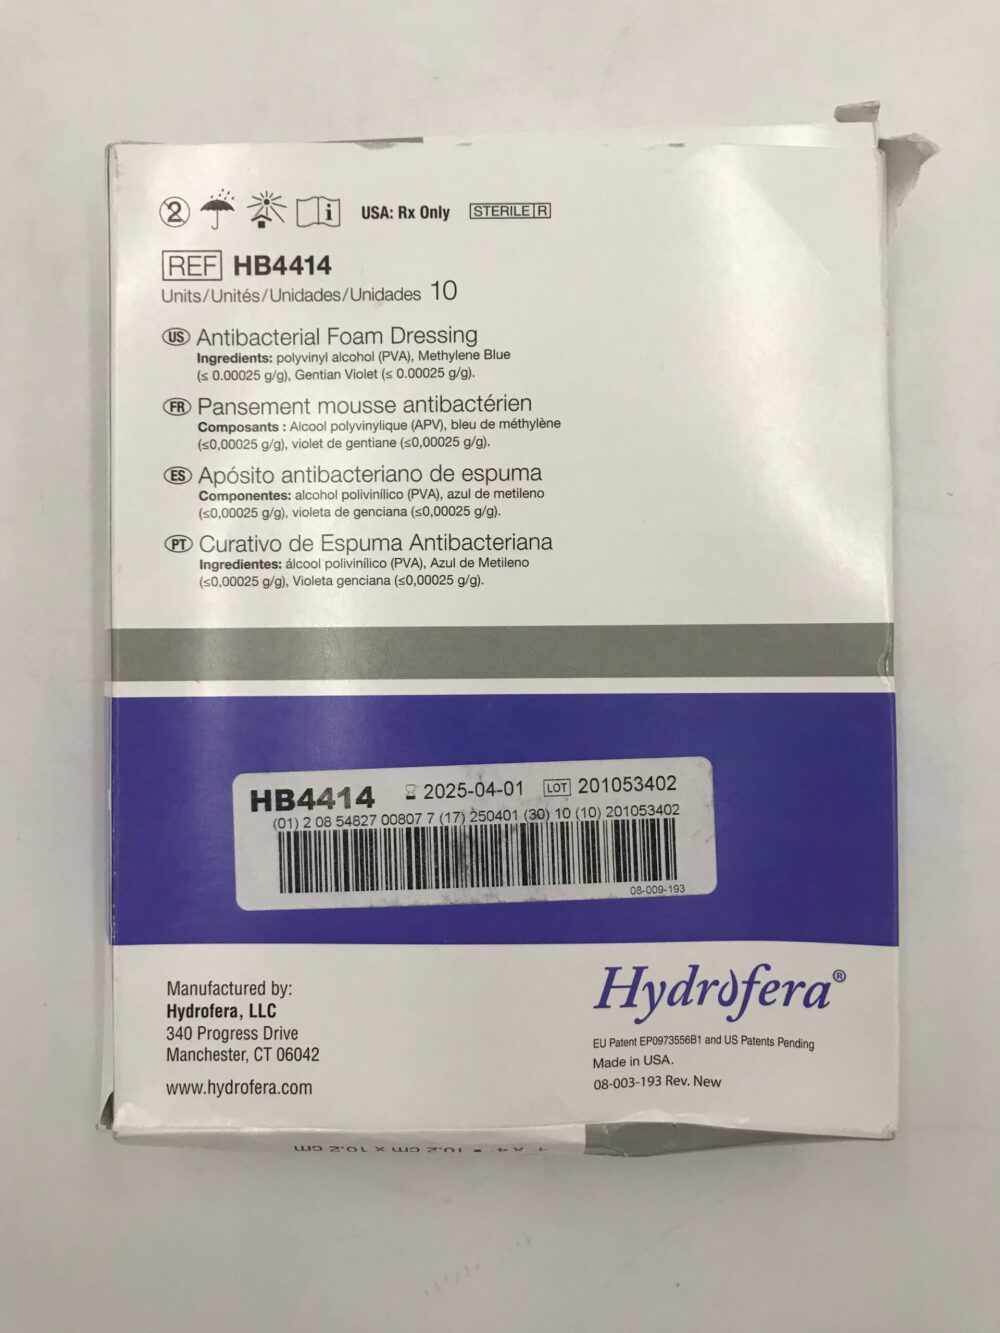 USA: Rx Only STERILE R
REF HB4414
Units/Unités/Unidades/Unidades 10
US Antibacterial Foam Dressing
Ingredients: polyvinyl alcohol (PVA), Methylene Blue
(≤ 0.00025 g/g), Gentian Violet (≤ 0.00025 g/g).
FR Pansement mousse antibactérien
Composants : Alcool polyvinylique (APV), bleu de méthylène
(≤0,00025 g/g), violet de gentiane (≤0,00025 g/g).
ES Apósito antibacteriano de espuma
Componentes: alcohol polivinílico (PVA), azul de metileno
(≤0,00025 g/g), violeta de genciana (≤0,00025 g/g).
PT Curativo de Espuma Antibacteriana
Ingredientes: álcool polivinílico (PVA), Azul de Metileno
(≤0,00025 g/g), Violeta genciana (≤0,00025 g/g).
HB4414 2025-04-01 LOT 201053402
(01) 2 08 54827 00807 7 (17) 250401 (30) 10 (10) 201053402
08-009-193
Manufactured by:
Hydrofera, LLC
340 Progress Drive
Manchester, CT 06042
www.hydrofera.com
Hydrofera®
EU Patent EP0973556B1 and US Patents Pending
Made in USA.
08-003-193 Rev. New
10.2 cm x 10.2 cm